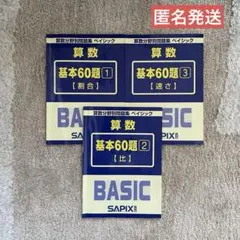 匿名発送
算数分野別問題集 ベイシック
算数
基本60題 1
【割合】
BASIC
算数分野別問題集 ベイシック
算数
基本60題 3
【速さ】
BASIC
SAPIX
算数分野別問題集 ベイシック
算数
基本60題 2
【比】
BASIC
SAPIX